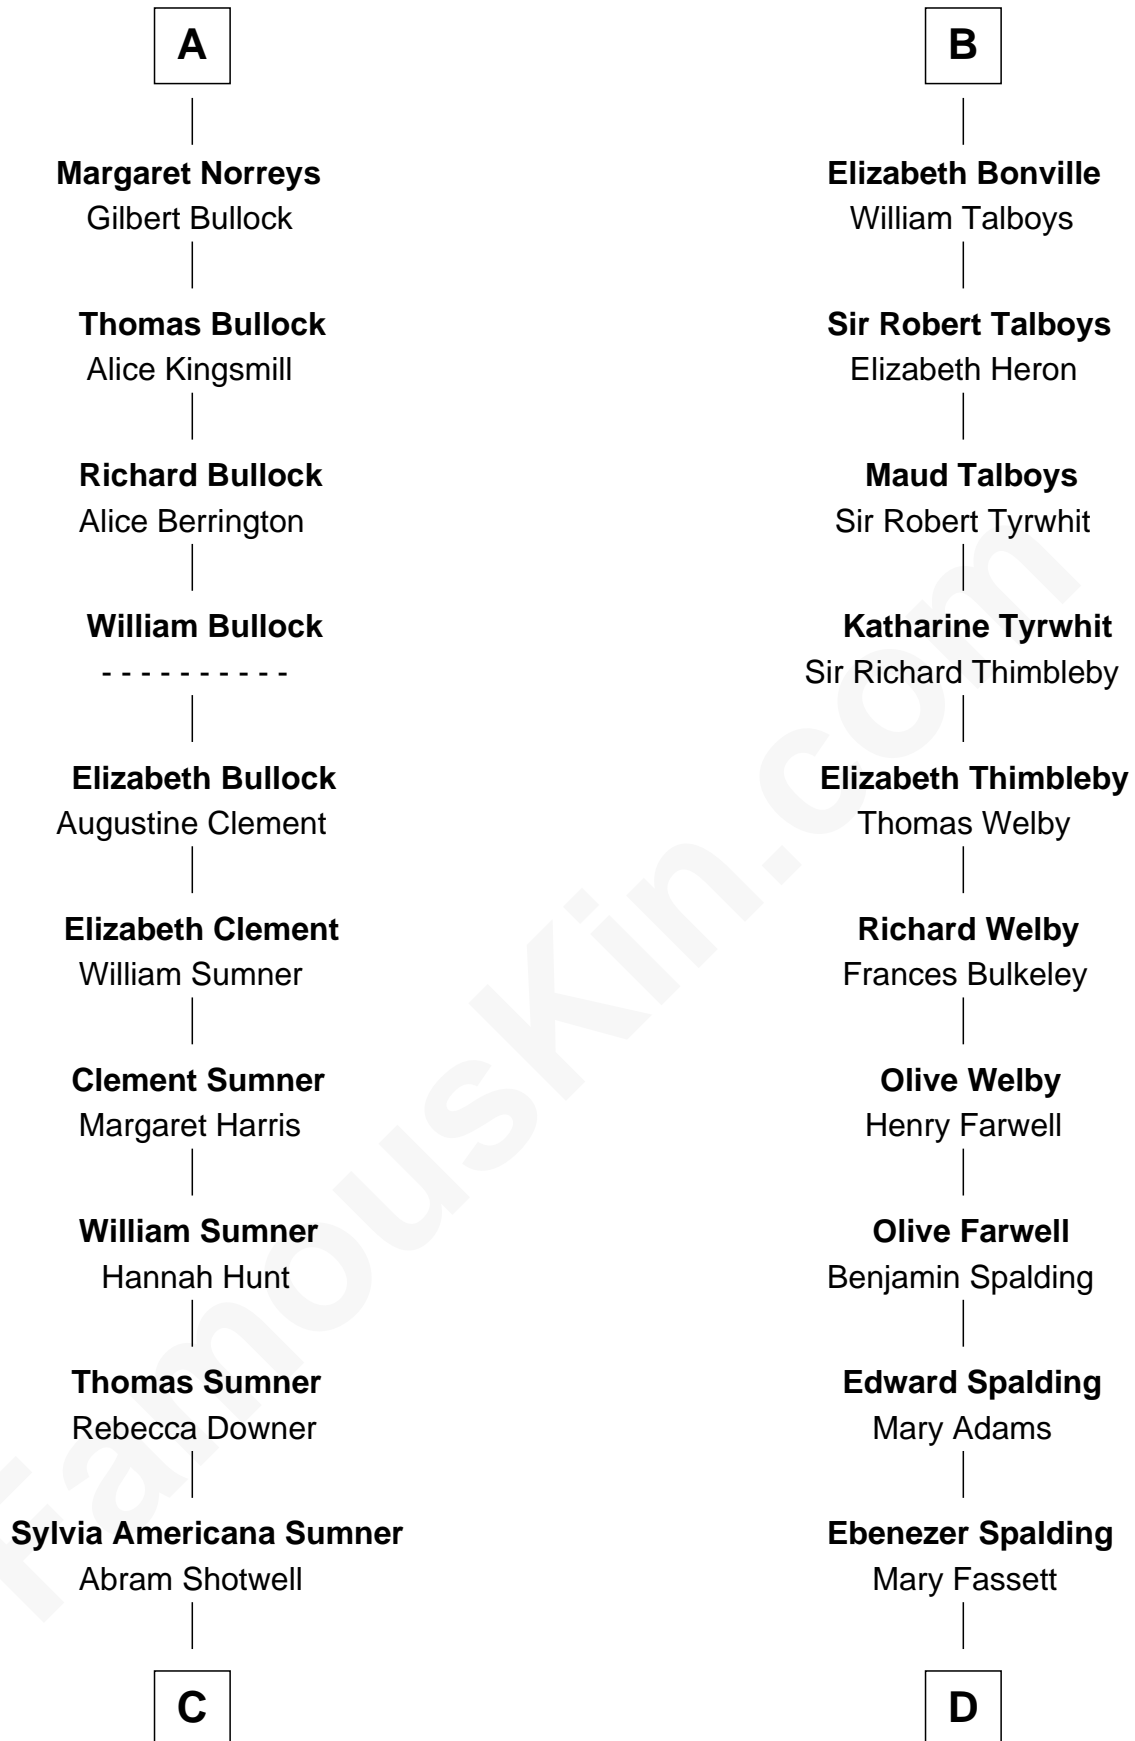 A
Margaret Norreys
Gilbert Bullock
Thomas Bullock
Alice Kingsmill
Richard Bullock
Alice Berrington
William Bullock
- - - - - - - - - -
Elizabeth Bullock
Augustine Clement
Elizabeth Clement
William Sumner
Clement Sumner
Margaret Harris
William Sumner
Hannah Hunt
Thomas Sumner
Rebecca Downer
Sylvia Americana Sumner
Abram Shotwell
C
B
Elizabeth Bonville
William Talboys
Sir Robert Talboys
Elizabeth Heron
Maud Talboys
Sir Robert Tyrwhit
Katharine Tyrwhit
Sir Richard Thimbleby
Elizabeth Thimbleby
Thomas Welby
Richard Welby
Frances Bulkeley
Olive Welby
Henry Farwell
Olive Farwell
Benjamin Spalding
Edward Spalding
Mary Adams
Ebenezer Spalding
Mary Fassett
D
FamousKin.com